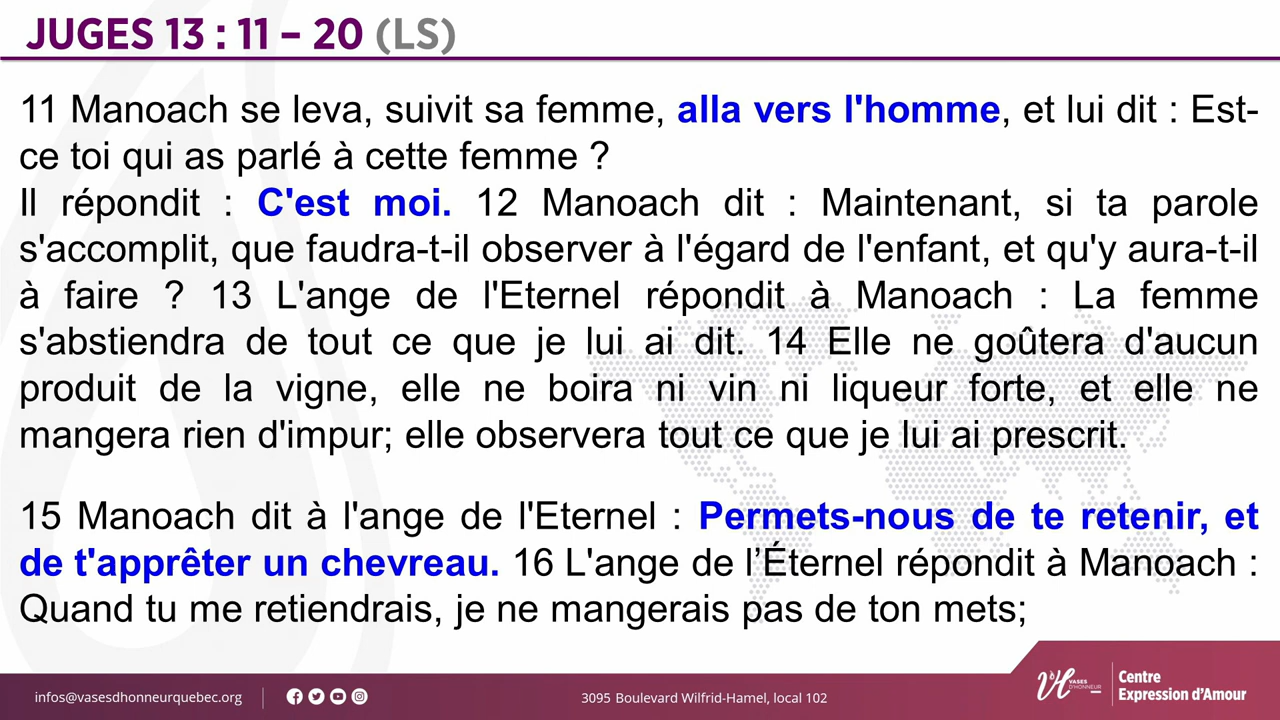 JUGES 13 : 11 – 20 (LS)
11 Manoach se leva, suivit sa femme, alla vers l'homme, et lui dit : Est-
ce toi qui as parlé à cette femme ?
Il répondit : C'est moi. 12 Manoach dit : Maintenant, si ta parole
s'accomplit, que faudra-t-il observer à l'égard de l'enfant, et qu'y aura-t-il
à faire ? 13 L'ange de l'Eternel répondit à Manoach : La femme
s'abstiendra de tout ce que je lui ai dit. 14 Elle ne goûtera d'aucun
produit de la vigne, elle ne boira ni vin ni liqueur forte, et elle ne
mangera rien d'impur; elle observera tout ce que je lui ai prescrit.
15 Manoach dit à l'ange de l'Eternel : Permets-nous de te retenir, et
de t'apprêter un chevreau. 16 L'ange de l’Éternel répondit à Manoach :
Quand tu me retiendrais, je ne mangerais pas de ton mets;
infos@vasesdhonneurquebec.org
3095 Boulevard Wilfrid-Hamel, local 102
VH VASES D'HONNEUR
Centre
Expression d’Amour